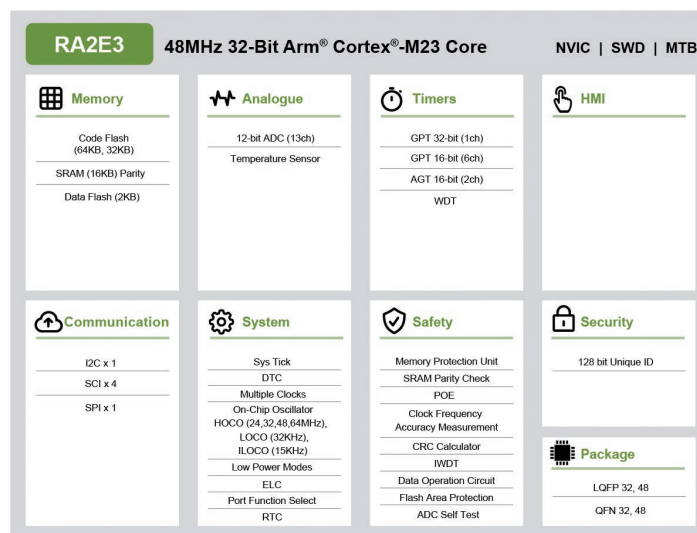 RA2E3
48MHz 32-Bit Arm® Cortex®-M23 Core
NVIC | SWD | MTB
Memory
Code Flash
(64KB, 32KB)
SRAM (16KB) Parity
Data Flash (2KB)
Analogue
12-bit ADC (13ch)
Temperature Sensor
Timers
GPT 32-bit (1ch)
GPT 16-bit (6ch)
AGT 16-bit (2ch)
WDT
HMI
Communication
I2C x 1
SCI x 4
SPI x 1
System
Sys Tick
DTC
Multiple Clocks
On-Chip Oscillator
HOCO (24,32,48,64MHz),
LOCO (32KHz),
ILOCO (15KHz)
Low Power Modes
ELC
Port Function Select
RTC
Safety
Memory Protection Unit
SRAM Parity Check
POE
Clock Frequency
Accuracy Measurement
CRC Calculator
IWDT
Data Operation Circuit
Flash Area Protection
ADC Self Test
Security
128 bit Unique ID
Package
LQFP 32, 48
QFN 32, 48